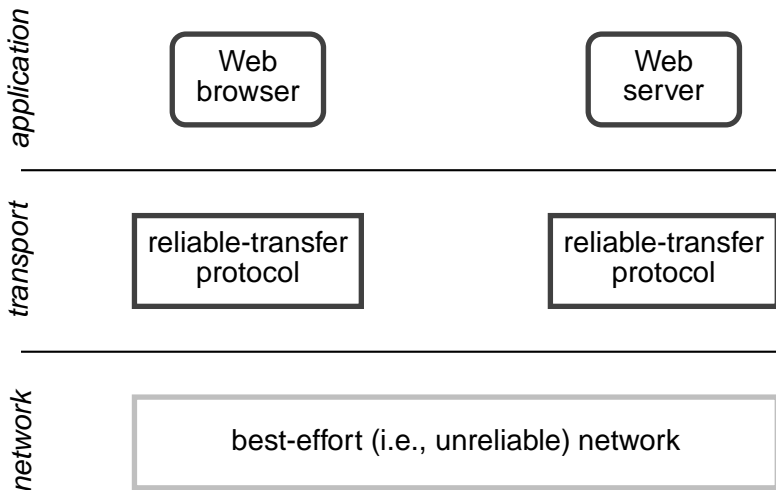 application
Web
browser
Web
server
transport
reliable-transfer
protocol
reliable-transfer
protocol
network
best-effort (i.e., unreliable) network